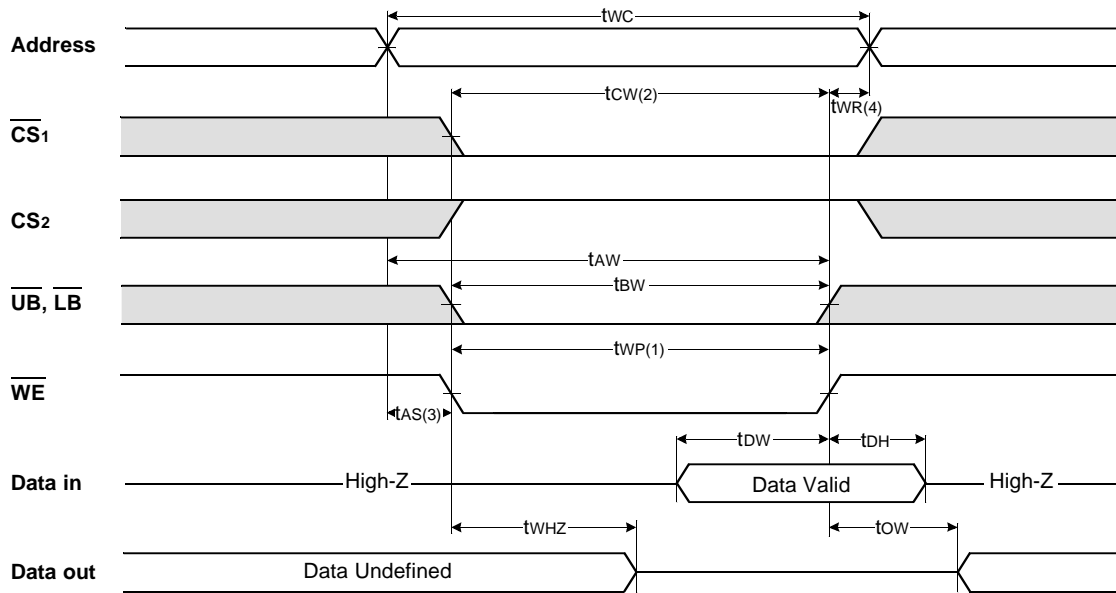 tWC
Address
tCW(2)
tWR(4)
CS1
CS2
tAW
UB, LB
tBW
tWP(1)
WE
tAS(3)
tDW
tDH
Data in
High-Z
Data Valid
High-Z
tWHZ
tOW
Data out
Data Undefined